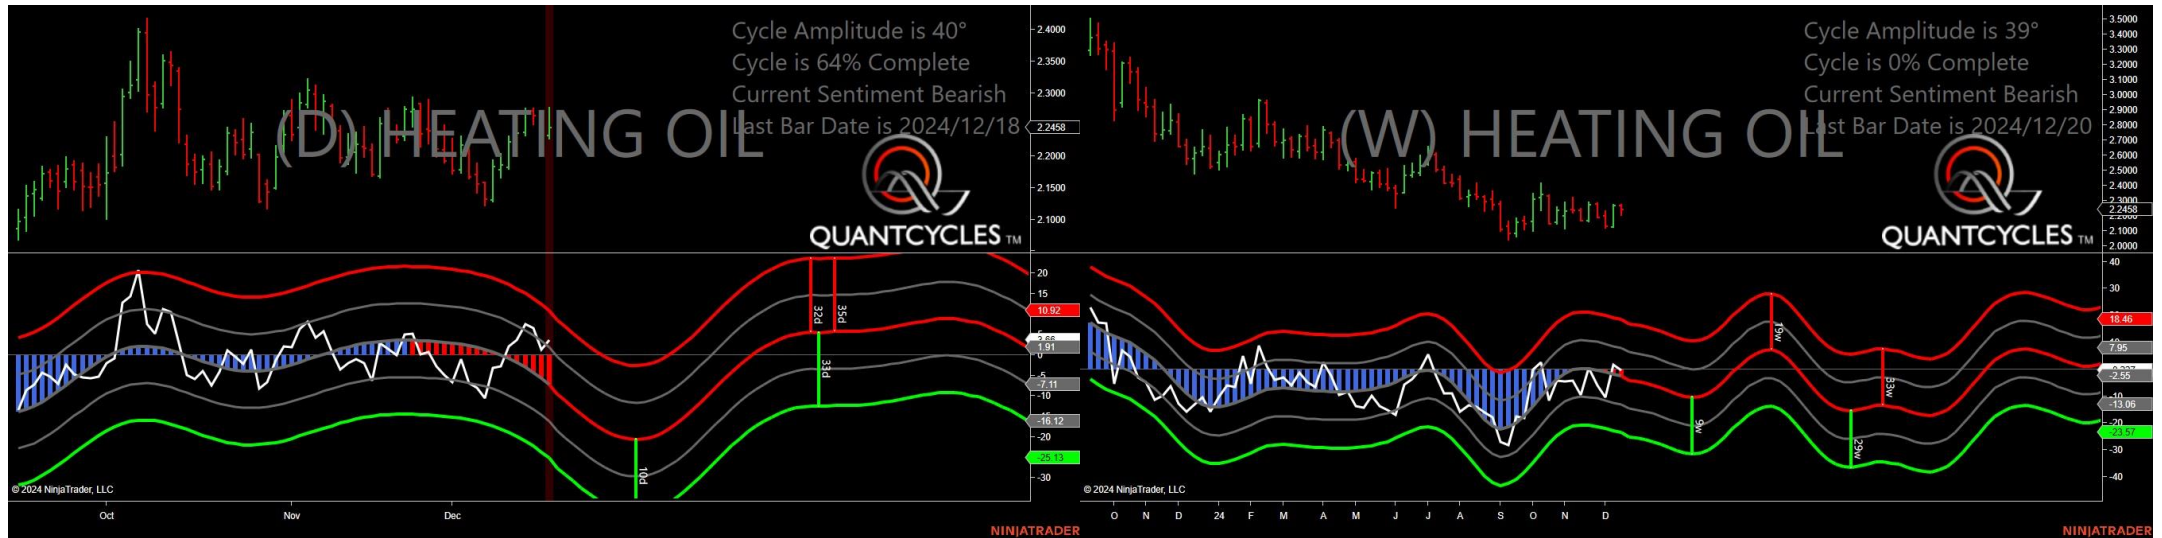 Cycle Amplitude is 40°
Cycle is 64% Complete
Current Sentiment Bearish
Last Bar Date is 2024/12/18
(D) HEATING OIL
QUANTCYCLES TM
2.4000
2.3500
2.3000
2.2458
2.2000
2.1500
2.1000
32d
35d
33d
10d
20
15
10.92
1.91
0
-5
-7.11
-10
-16.12
-20
-25.13
-30
© 2024 NinjaTrader, LLC
Oct
Nov
Dec
NINJATRADER
Cycle Amplitude is 39°
Cycle is 0% Complete
Current Sentiment Bearish
Last Bar Date is 2024/12/20
(W) HEATING OIL
QUANTCYCLES TM
3.5000
3.4000
3.3000
3.2000
3.1000
3.0000
2.9000
2.8000
2.7000
2.6000
2.5000
2.4000
2.3000
2.2458
2.1000
2.0000
19w
33w
9w
29w
40
30
18.46
7.95
-2.55
-13.06
-23.57
-30
-40
© 2024 NinjaTrader, LLC
O N D 24 F M A M J J A S O N D
NINJATRADER